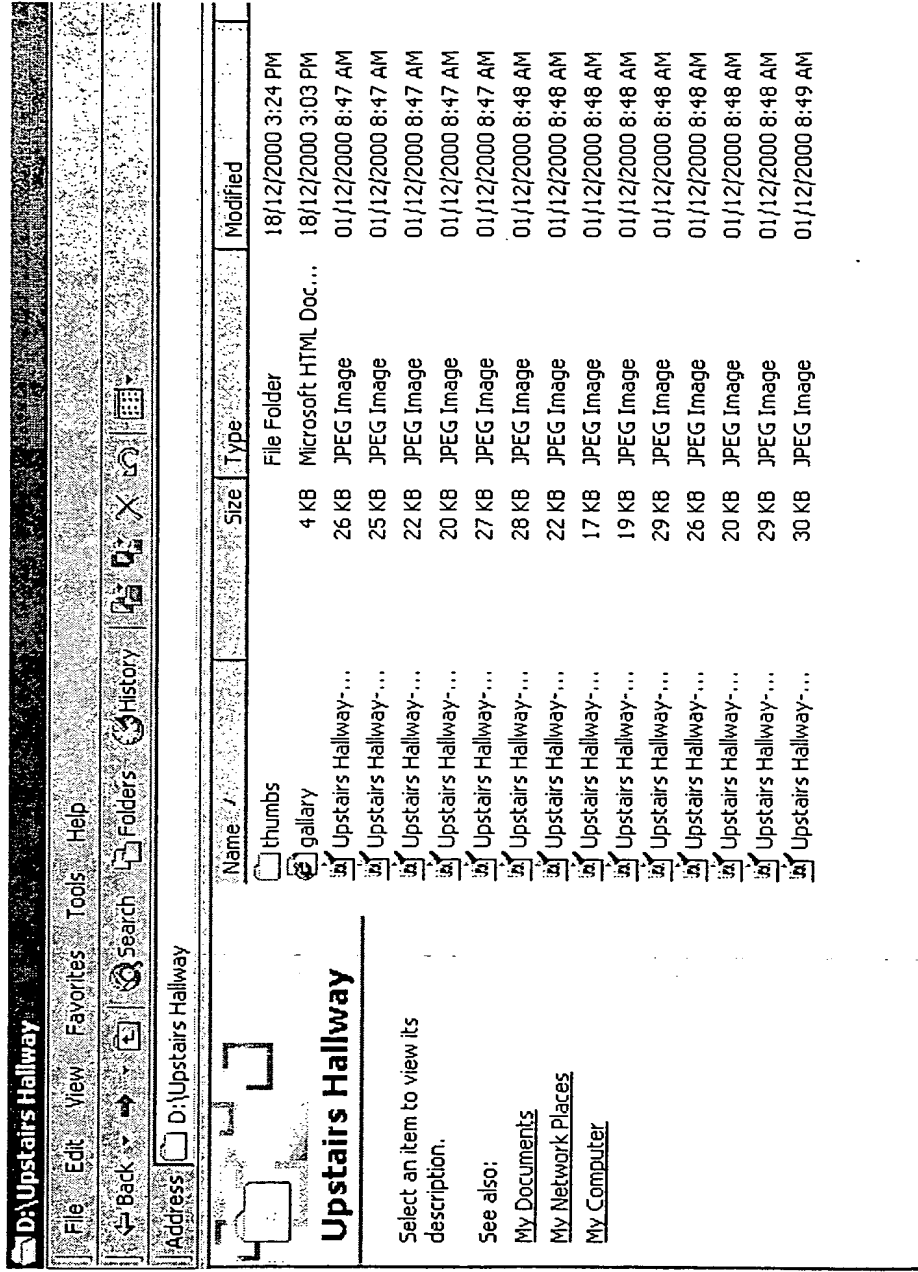 D:\Upstairs Hallway
File Edit View Favorites Tools Help
Back Search Folders History
Address D:\Upstairs Hallway
Upstairs Hallway
Select an item to view its
description.
See also:
My Documents
My Network Places
My Computer
Name Size Type Modified
thumbs File Folder 18/12/2000 3:24 PM
gallary 4 KB Microsoft HTML Doc... 18/12/2000 3:03 PM
Upstairs Hallway-... 26 KB JPEG Image 01/12/2000 8:47 AM
Upstairs Hallway-... 25 KB JPEG Image 01/12/2000 8:47 AM
Upstairs Hallway-... 22 KB JPEG Image 01/12/2000 8:47 AM
Upstairs Hallway-... 20 KB JPEG Image 01/12/2000 8:47 AM
Upstairs Hallway-... 27 KB JPEG Image 01/12/2000 8:47 AM
Upstairs Hallway-... 28 KB JPEG Image 01/12/2000 8:48 AM
Upstairs Hallway-... 22 KB JPEG Image 01/12/2000 8:48 AM
Upstairs Hallway-... 17 KB JPEG Image 01/12/2000 8:48 AM
Upstairs Hallway-... 19 KB JPEG Image 01/12/2000 8:48 AM
Upstairs Hallway-... 29 KB JPEG Image 01/12/2000 8:48 AM
Upstairs Hallway-... 26 KB JPEG Image 01/12/2000 8:48 AM
Upstairs Hallway-... 20 KB JPEG Image 01/12/2000 8:48 AM
Upstairs Hallway-... 29 KB JPEG Image 01/12/2000 8:48 AM
Upstairs Hallway-... 30 KB JPEG Image 01/12/2000 8:49 AM